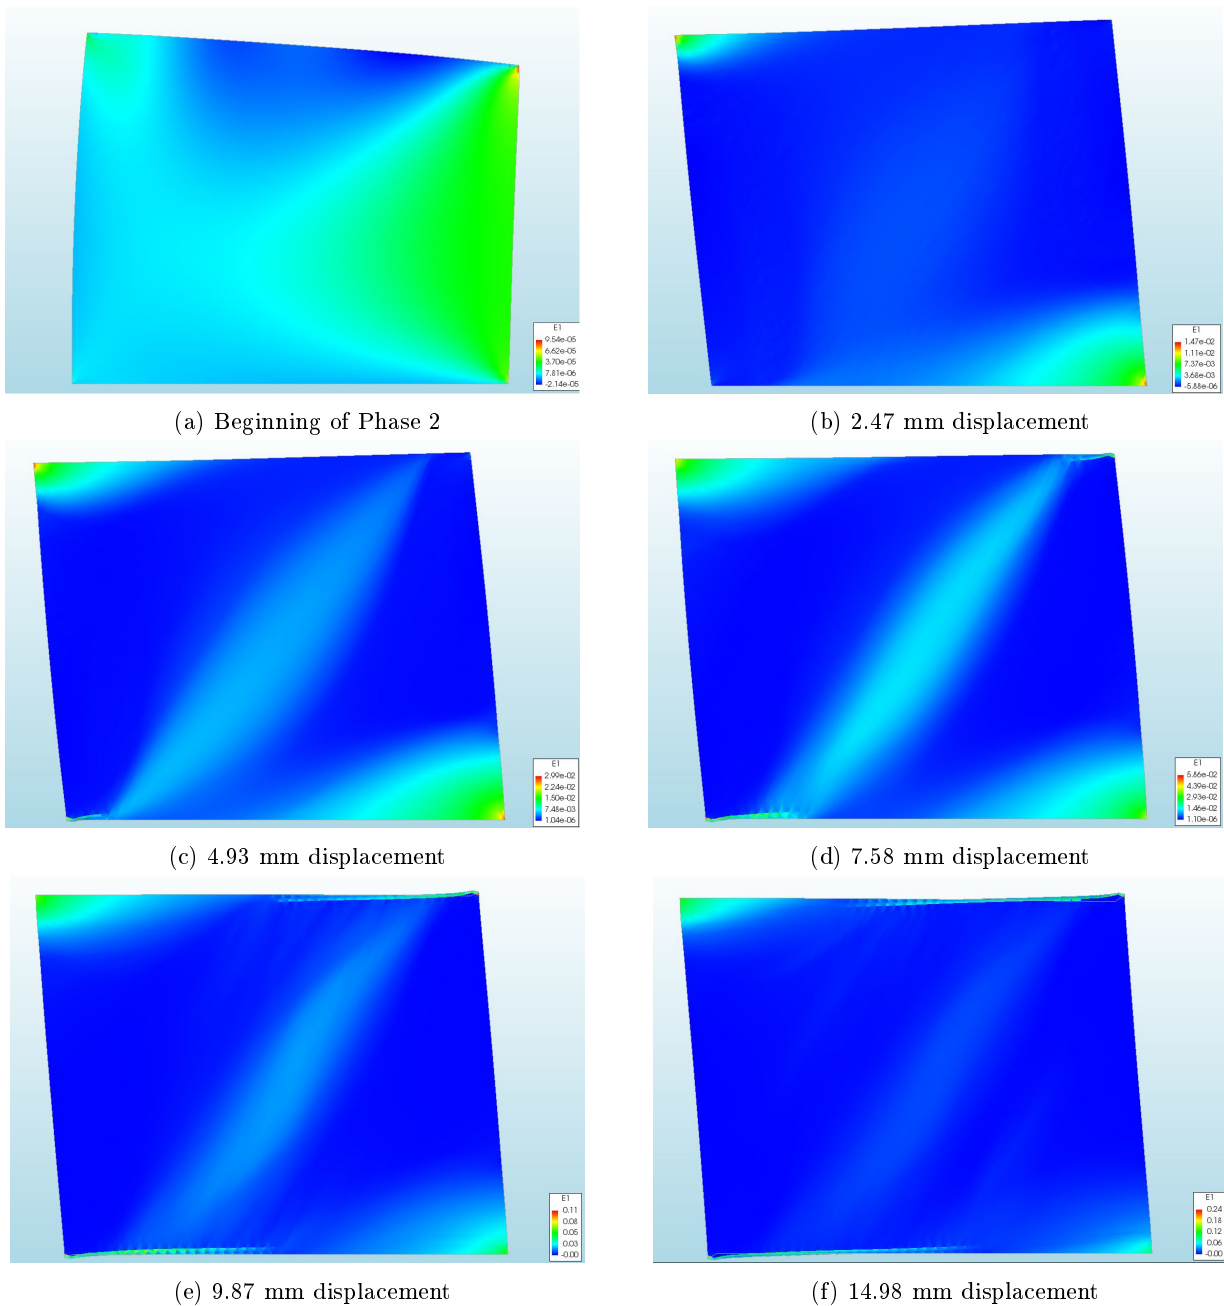 E1
9.54e-05
6.62e-05
3.70e-05
7.81e-06
-2.14e-05
E1
1.47e-02
1.11e-02
7.37e-03
3.68e-03
-5.88e-06
(a) Beginning of Phase 2
(b) 2.47 mm displacement
E1
2.99e-02
2.24e-02
1.50e-02
7.48e-03
1.04e-06
E1
5.86e-02
4.39e-02
2.93e-02
1.46e-02
1.10e-06
(c) 4.93 mm displacement
(d) 7.58 mm displacement
E1
0.11
0.08
0.05
0.03
-0.00
E1
0.24
0.18
0.12
0.06
-0.00
(e) 9.87 mm displacement
(f) 14.98 mm displacement